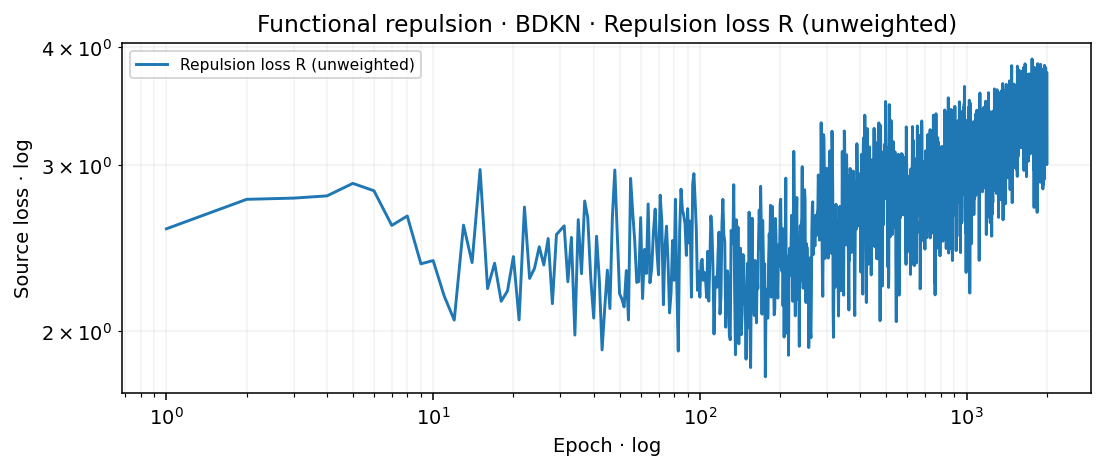 Functional repulsion · BDKN · Repulsion loss R (unweighted)
Repulsion loss R (unweighted)
Source loss · log
4 × 10⁰
3 × 10⁰
2 × 10⁰
10⁰ 10¹ 10² 10³
Epoch · log